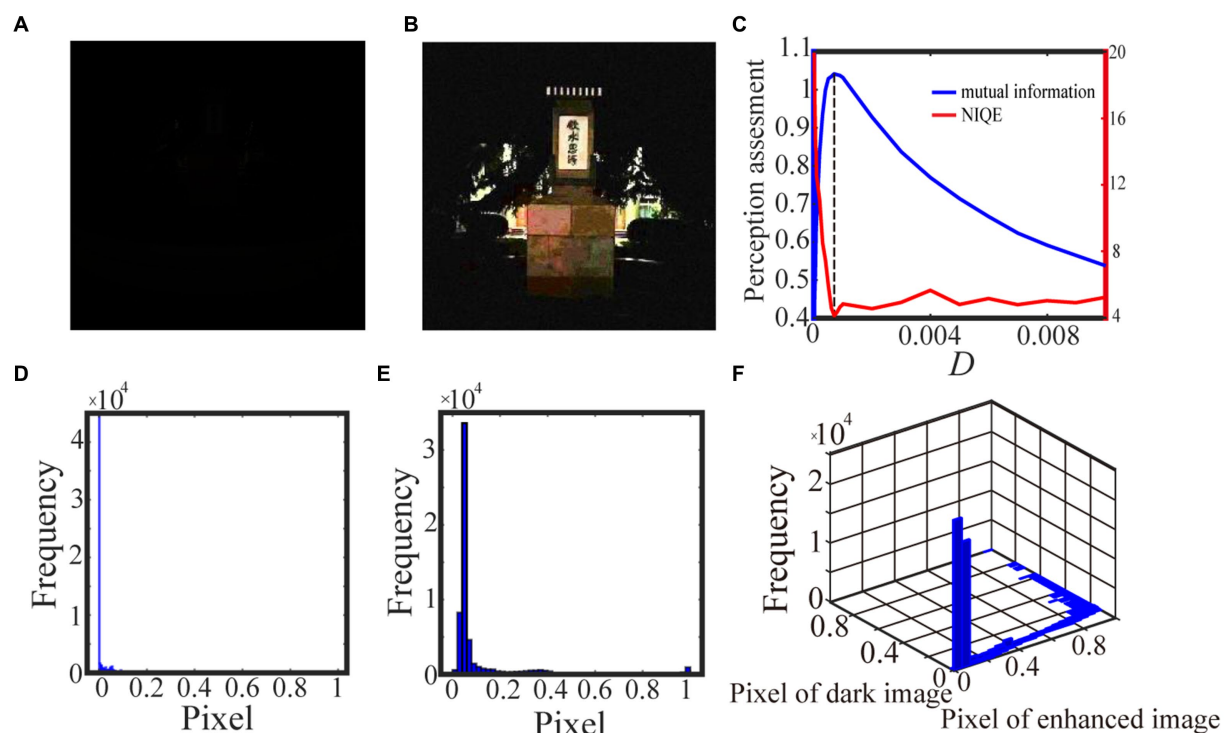 A
B
C
飲水思源
1.1
1
0.9
0.8
0.7
0.6
0.5
0.4
Perception assesment
mutual information
NIQE
20
16
12
8
4
0
0.004
0.008
D
D
E
F
×10⁴
4
3
2
1
0
Frequency
0 0.2 0.4 0.6 0.8 1
Pixel
×10⁴
3
2
1
0
Frequency
0 0.2 0.4 0.6 0.8 1
Pixel
×10⁴
2
1
0
Frequency
0.8
0.4
0
Pixel of dark image
0
0.4
0.8
Pixel of enhanced image